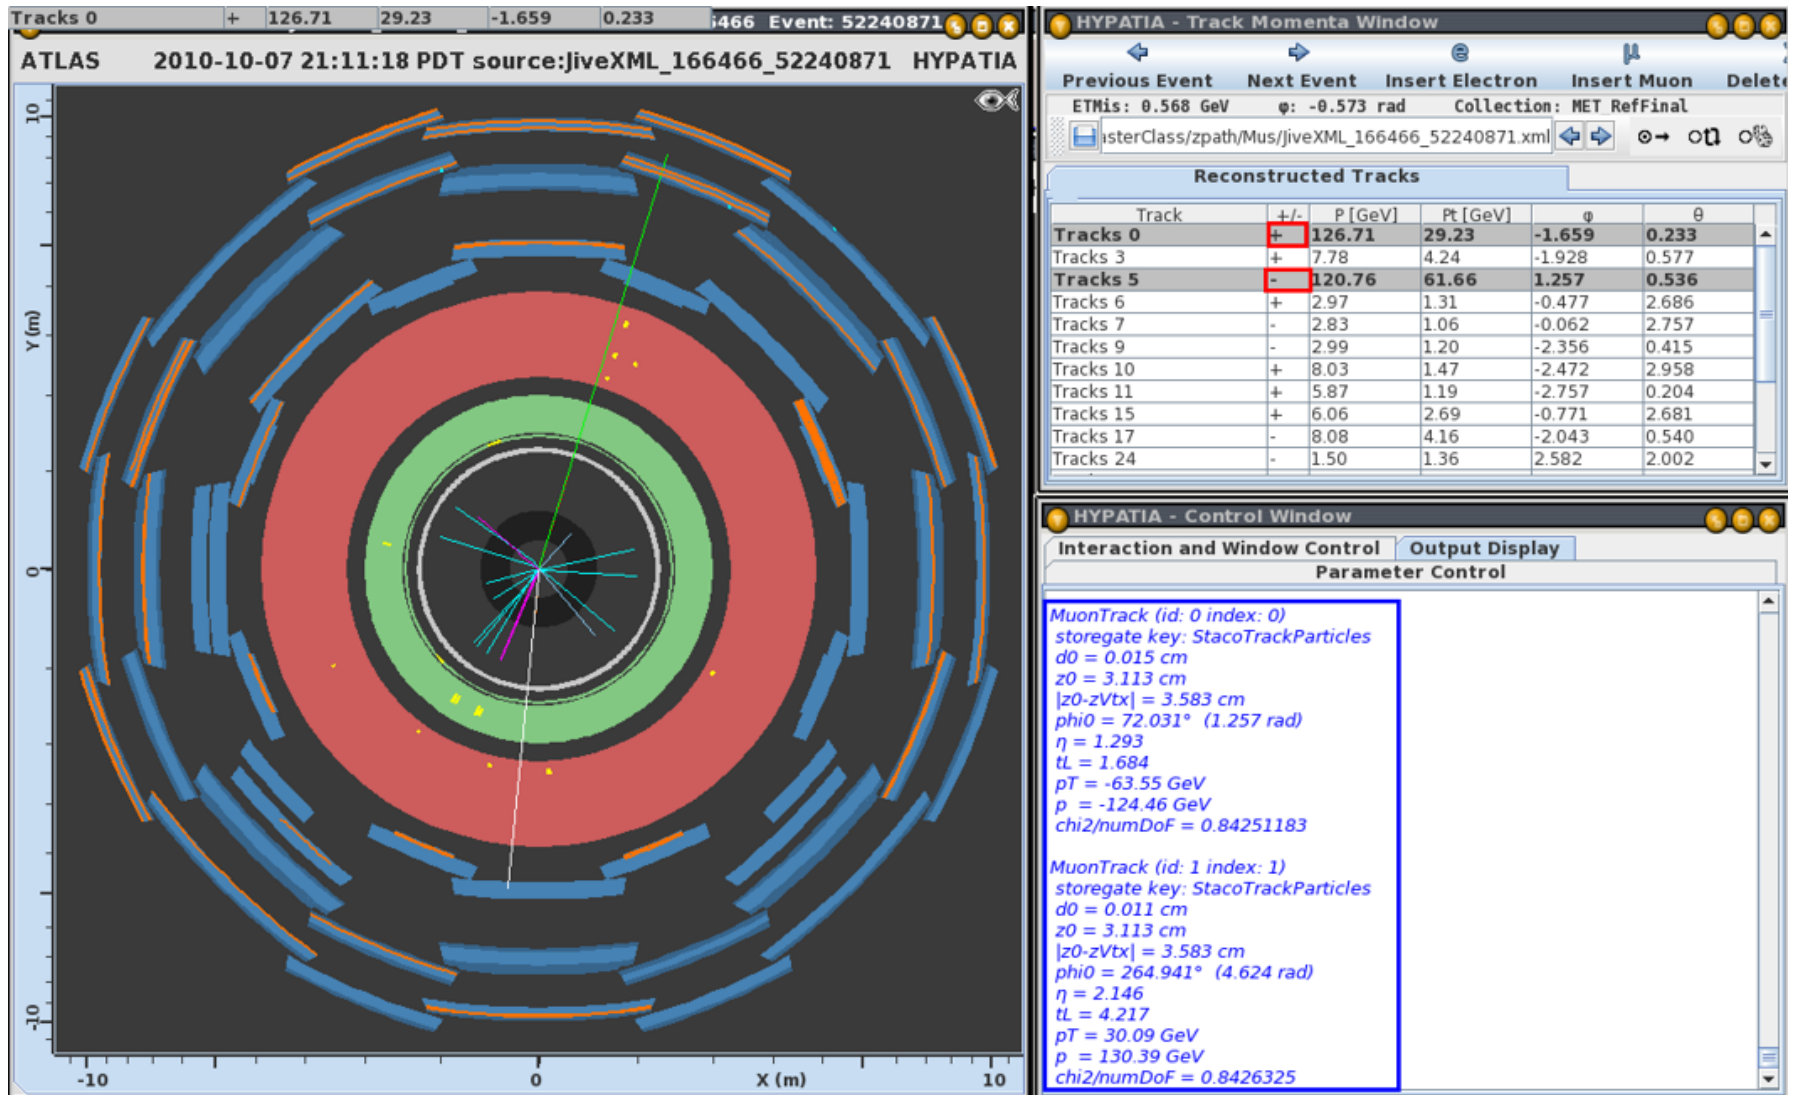 Tracks 0 + 126.71 29.23 -1.659 0.233
6466 Event: 52240871
ATLAS 2010-10-07 21:11:18 PDT source:JiveXML_166466_52240871 HYPATIA
10
Y (m)
0
-10
-10 0 X (m) 10
HYPATIA - Track Momenta Window
Previous Event Next Event Insert Electron Insert Muon Delete
ETMis: 0.568 GeV φ: -0.573 rad Collection: MET_RefFinal
asterClass/zpath/Mus/JiveXML_166466_52240871.xml
Reconstructed Tracks
Track +/- P [GeV] Pt [GeV] φ θ
Tracks 0 + 126.71 29.23 -1.659 0.233
Tracks 3 + 7.78 4.24 -1.928 0.577
Tracks 5 - 120.76 61.66 1.257 0.536
Tracks 6 + 2.97 1.31 -0.477 2.686
Tracks 7 - 2.83 1.06 -0.062 2.757
Tracks 9 - 2.99 1.20 -2.356 0.415
Tracks 10 + 8.03 1.47 -2.472 2.958
Tracks 11 + 5.87 1.19 -2.757 0.204
Tracks 15 + 6.06 2.69 -0.771 2.681
Tracks 17 - 8.08 4.16 -2.043 0.540
Tracks 24 - 1.50 1.36 2.582 2.002
HYPATIA - Control Window
Interaction and Window Control Output Display
Parameter Control
MuonTrack (id: 0 index: 0)
storegate key: StacoTrackParticles
d0 = 0.015 cm
z0 = 3.113 cm
|z0-zVtx| = 3.583 cm
phi0 = 72.031° (1.257 rad)
η = 1.293
tL = 1.684
pT = -63.55 GeV
p = -124.46 GeV
chi2/numDoF = 0.84251183
MuonTrack (id: 1 index: 1)
storegate key: StacoTrackParticles
d0 = 0.011 cm
z0 = 3.113 cm
|z0-zVtx| = 3.583 cm
phi0 = 264.941° (4.624 rad)
η = 2.146
tL = 4.217
pT = 30.09 GeV
p = 130.39 GeV
chi2/numDoF = 0.8426325